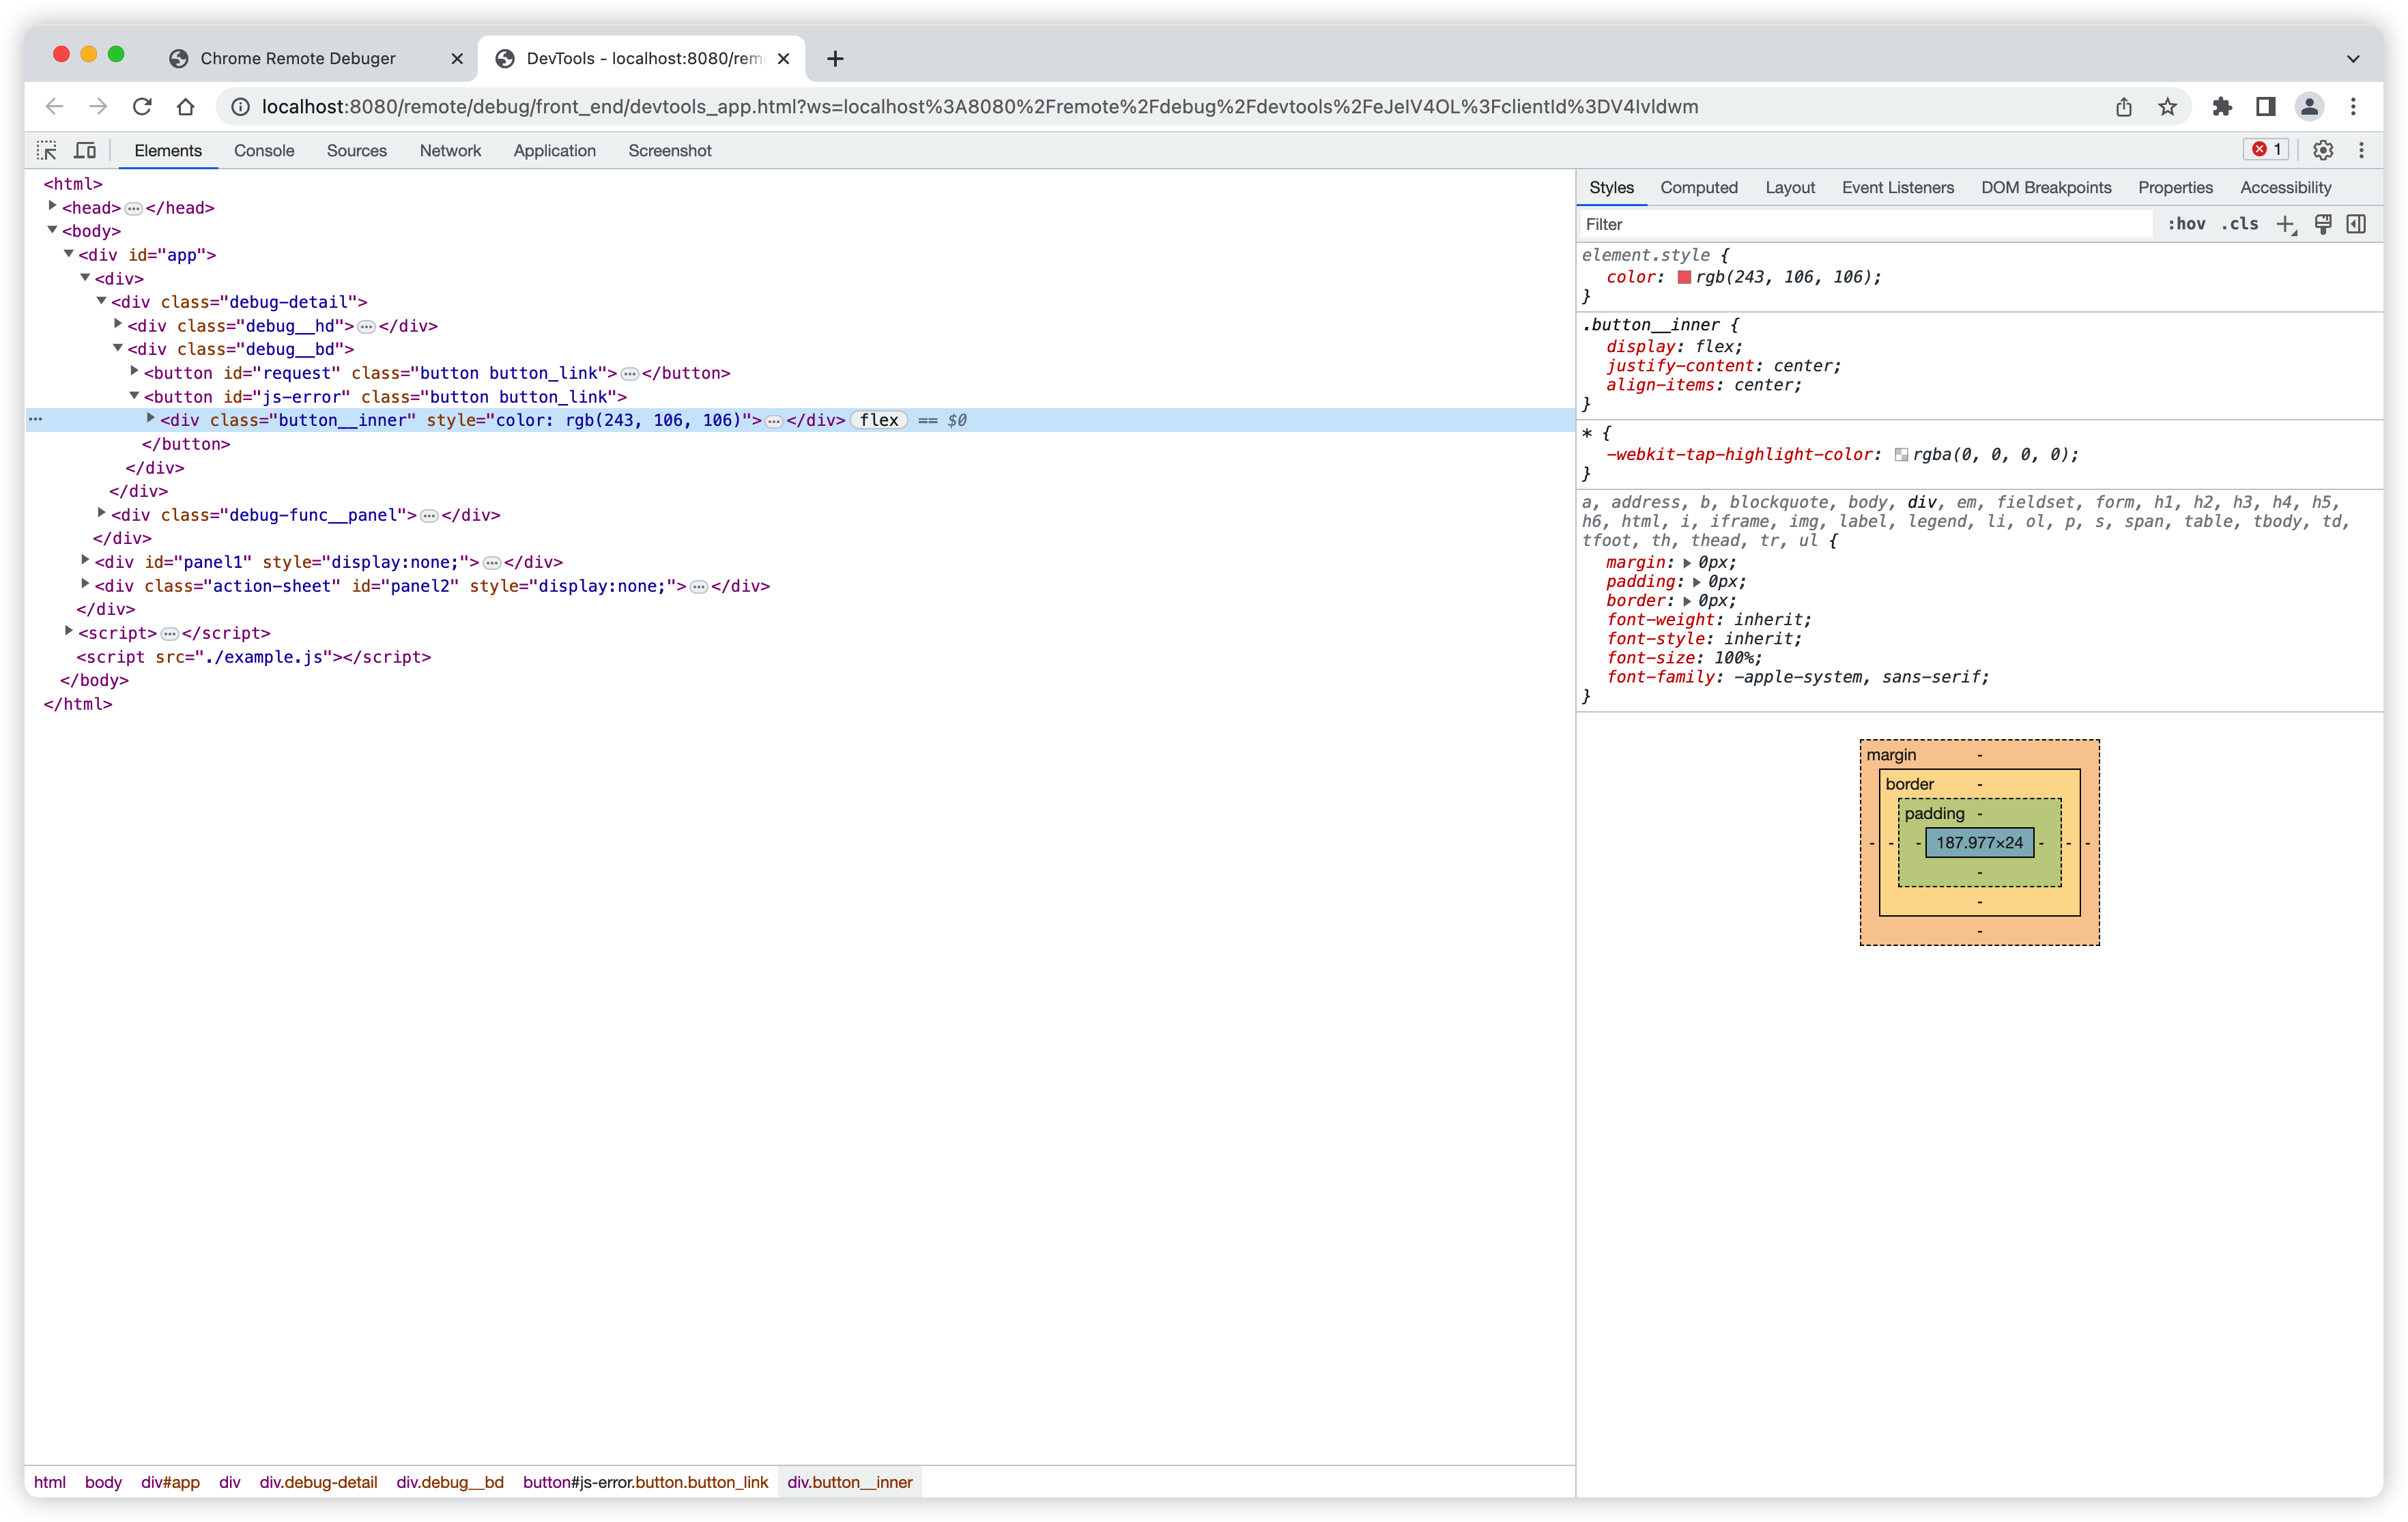 Chrome Remote Debuger
DevTools - localhost:8080/rem
localhost:8080/remote/debug/front_end/devtools_app.html?ws=localhost%3A8080%2Fremote%2Fdebug%2Fdevtools%2FeJeIV4OL%3FclientId%3DV4Ivldwm
Elements Console Sources Network Application Screenshot 1
<html>
<head>…</head>
<body>
<div id="app">
<div>
<div class="debug-detail">
<div class="debug__hd">…</div>
<div class="debug__bd">
<button id="request" class="button button_link">…</button>
<button id="js-error" class="button button_link">
<div class="button__inner" style="color: rgb(243, 106, 106)">…</div> flex == $0
</button>
</div>
</div>
<div class="debug-func__panel">…</div>
</div>
<div id="panel1" style="display:none;">…</div>
<div class="action-sheet" id="panel2" style="display:none;">…</div>
</div>
<script>…</script>
<script src="./example.js"></script>
</body>
</html>
html body div#app div div.debug-detail div.debug__bd button#js-error.button.button_link div.button__inner
Styles Computed Layout Event Listeners DOM Breakpoints Properties Accessibility
Filter :hov .cls
element.style {
color: rgb(243, 106, 106);
}
.button__inner {
display: flex;
justify-content: center;
align-items: center;
}
* {
-webkit-tap-highlight-color: rgba(0, 0, 0, 0);
}
a, address, b, blockquote, body, div, em, fieldset, form, h1, h2, h3, h4, h5,
h6, html, i, iframe, img, label, legend, li, ol, p, s, span, table, tbody, td,
tfoot, th, thead, tr, ul {
margin: 0px;
padding: 0px;
border: 0px;
font-weight: inherit;
font-style: inherit;
font-size: 100%;
font-family: -apple-system, sans-serif;
}
margin -
border -
padding -
- - - 187.977×24 - - -
-
-
-